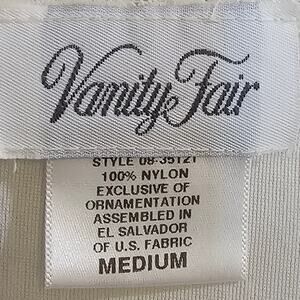 Vanity Fair
STYLE 08-35121
100% NYLON
EXCLUSIVE OF
ORNAMENTATION
ASSEMBLED IN
EL SALVADOR
OF U.S. FABRIC
MEDIUM